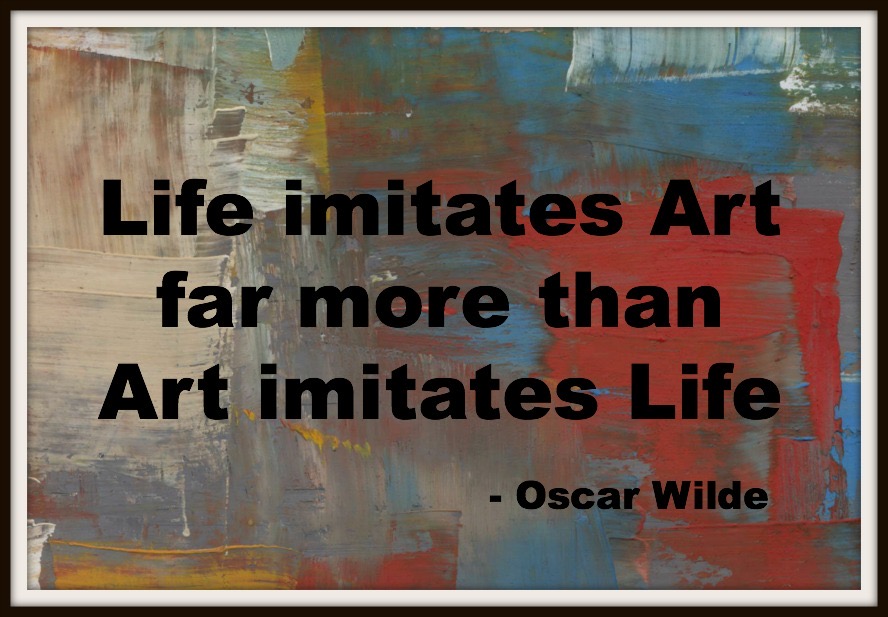 Life imitates Art
far more than
Art imitates Life
- Oscar Wilde